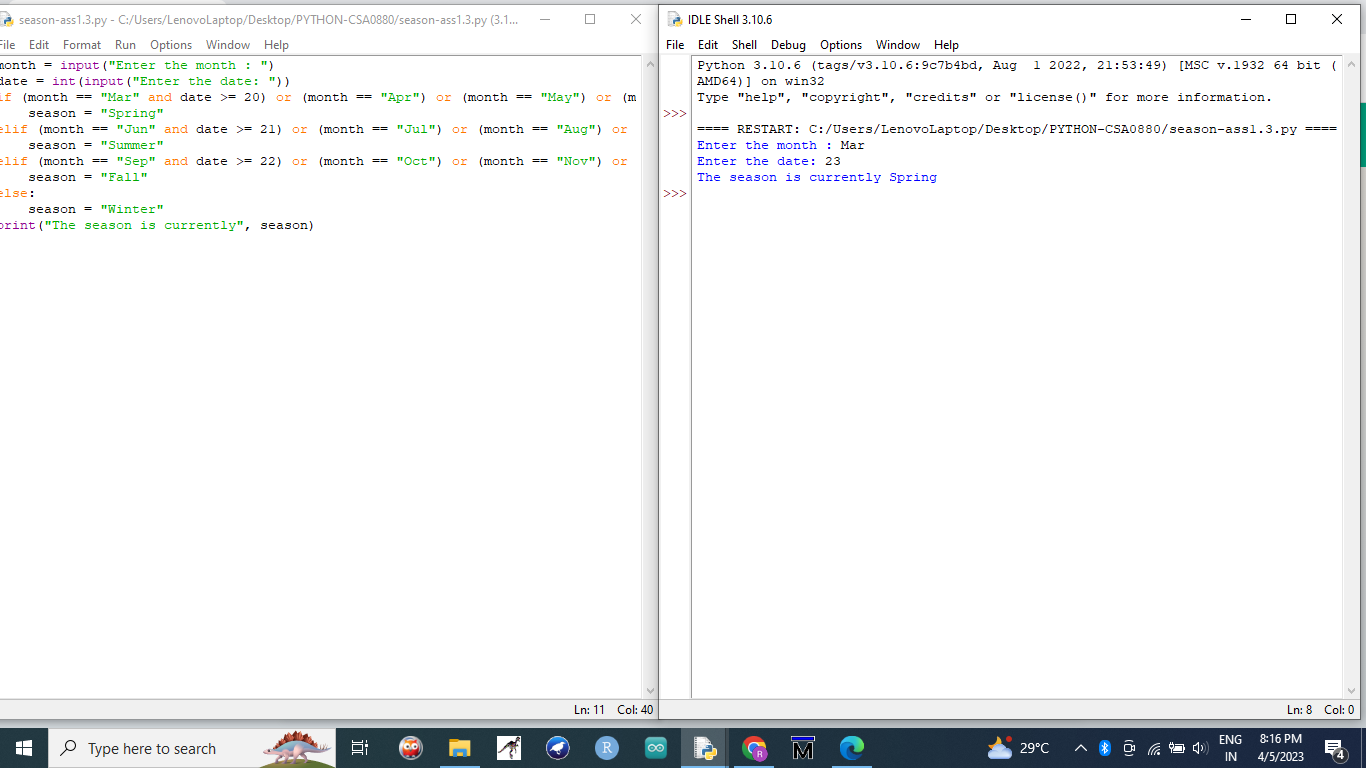 season-ass1.3.py - C:/Users/LenovoLaptop/Desktop/PYTHON-CSA0880/season-ass1.3.py (3.1...
File Edit Format Run Options Window Help
month = input("Enter the month : ")
date = int(input("Enter the date: "))
if (month == "Mar" and date >= 20) or (month == "Apr") or (month == "May") or (m
season = "Spring"
elif (month == "Jun" and date >= 21) or (month == "Jul") or (month == "Aug") or
season = "Summer"
elif (month == "Sep" and date >= 22) or (month == "Oct") or (month == "Nov") or
season = "Fall"
else:
season = "Winter"
print("The season is currently", season)
Ln: 11 Col: 40
IDLE Shell 3.10.6
File Edit Shell Debug Options Window Help
Python 3.10.6 (tags/v3.10.6:9c7b4bd, Aug  1 2022, 21:53:49) [MSC v.1932 64 bit (
AMD64)] on win32
Type "help", "copyright", "credits" or "license()" for more information.
>>>
==== RESTART: C:/Users/LenovoLaptop/Desktop/PYTHON-CSA0880/season-ass1.3.py ====
Enter the month : Mar
Enter the date: 23
The season is currently Spring
>>>
Ln: 8 Col: 0
Type here to search
R
R
M
29°C
ENG
IN
8:16 PM
4/5/2023
4